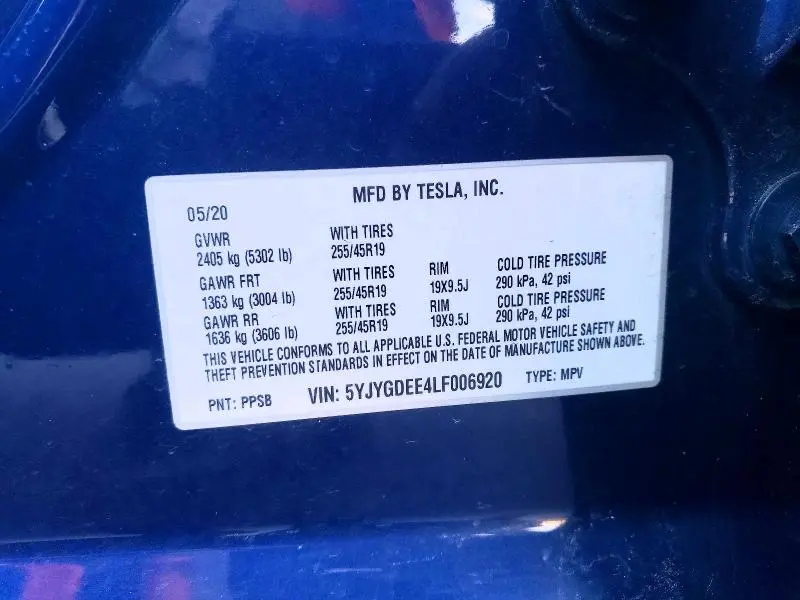 MFD BY TESLA, INC.
05/20
GVWR WITH TIRES
2405 kg (5302 lb) 255/45R19
GAWR FRT WITH TIRES RIM COLD TIRE PRESSURE
1363 kg (3004 lb) 255/45R19 19X9.5J 290 kPa, 42 psi
GAWR RR WITH TIRES RIM COLD TIRE PRESSURE
1636 kg (3606 lb) 255/45R19 19X9.5J 290 kPa, 42 psi
THIS VEHICLE CONFORMS TO ALL APPLICABLE U.S. FEDERAL MOTOR VEHICLE SAFETY AND
THEFT PREVENTION STANDARDS IN EFFECT ON THE DATE OF MANUFACTURE SHOWN ABOVE.
PNT: PPSB VIN: 5YJYGDEE4LF006920 TYPE: MPV